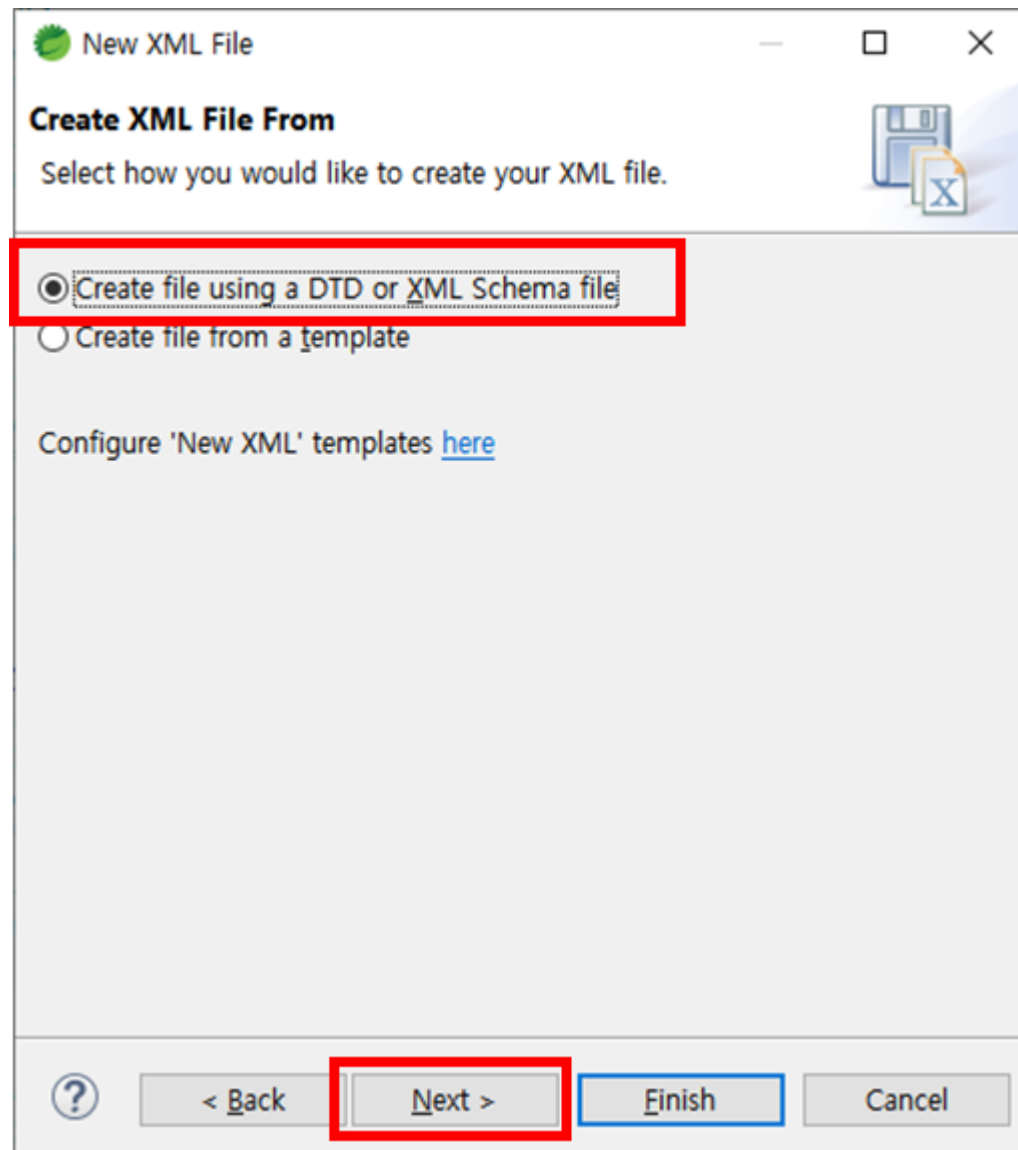 New XML File
Create XML File From
Select how you would like to create your XML file.
X
Create file using a DTD or XML Schema file
Create file from a template
Configure 'New XML' templates here
?
< Back
Next >
Finish
Cancel